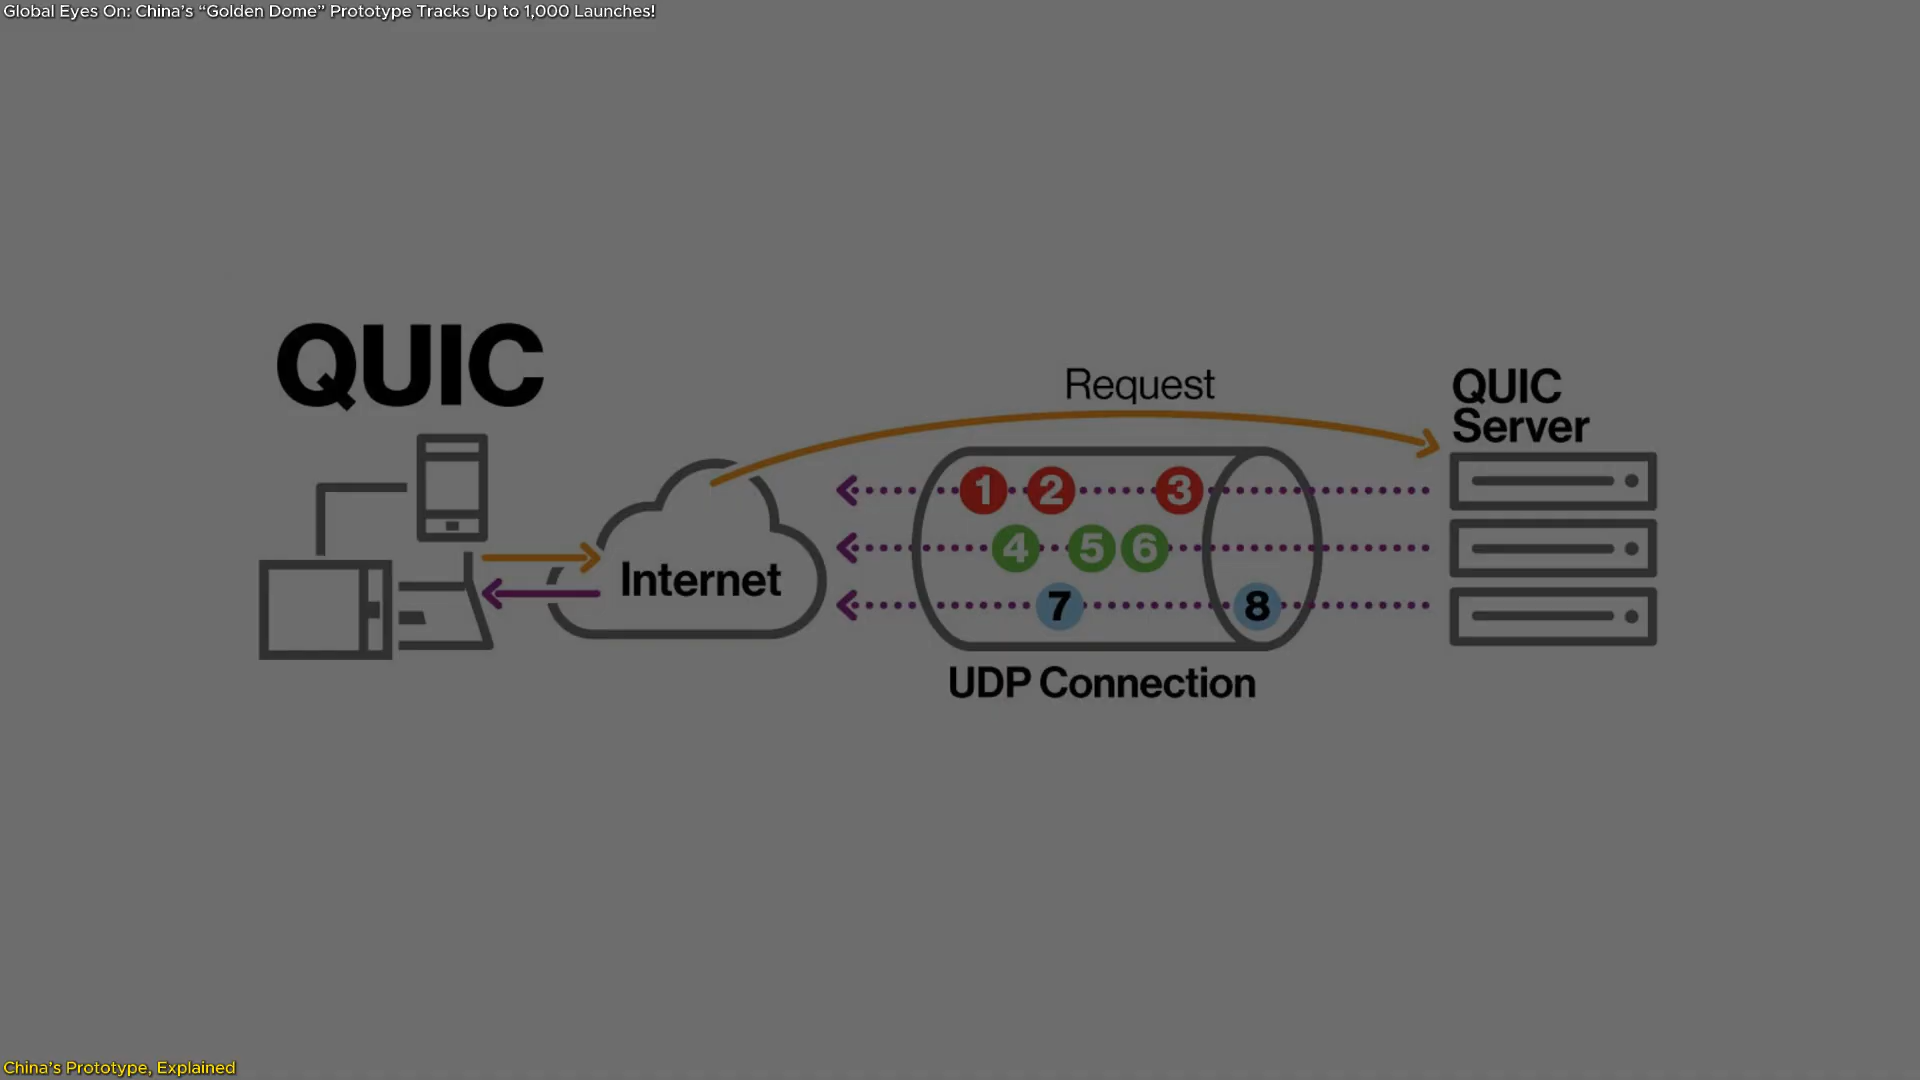 Global Eyes On: China’s “Golden Dome” Prototype Tracks Up to 1,000 Launches!
QUIC
Request
QUIC
Server
1 2 3
4 5 6
Internet
7 8
UDP Connection
China’s Prototype, Explained